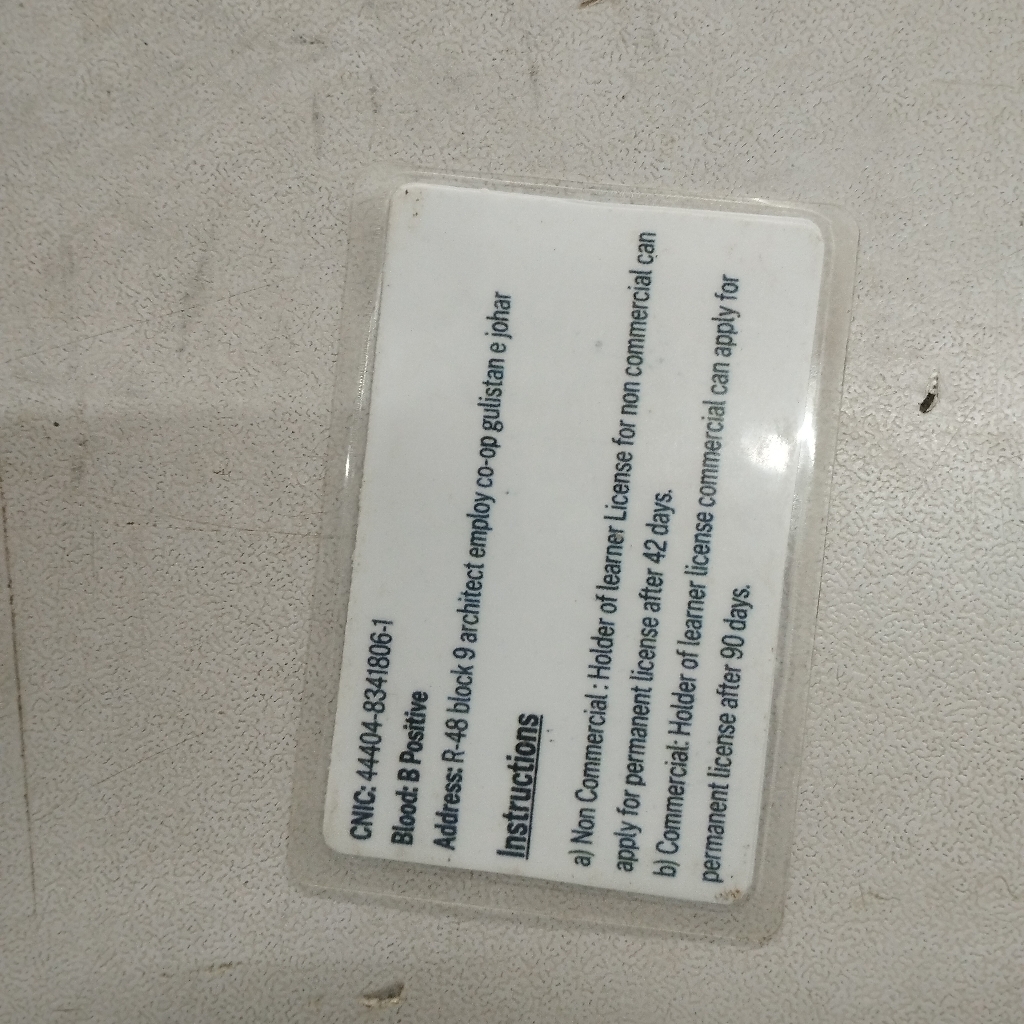 CNIC: 44404-8341806-1
Blood: B Positive
Address: R-48 block 9 architect employ co-op gulistan e johar
Instructions
a) Non Commercial : Holder of learner License for non commercial can
apply for permanent license after 42 days.
b) Commercial: Holder of learner license commercial can apply for
permanent license after 90 days.